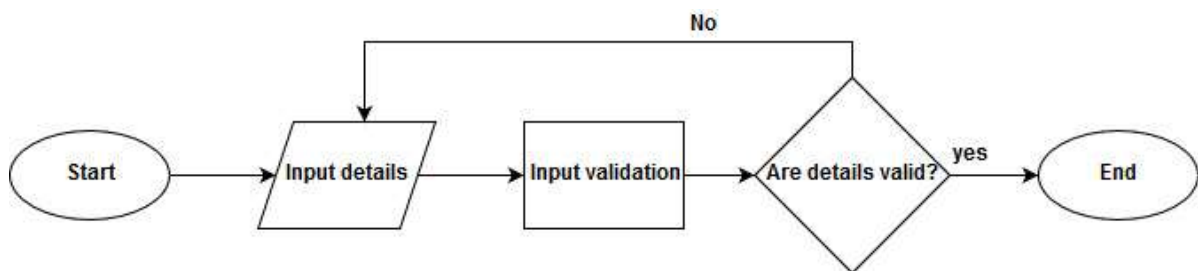 No
Start
Input details
Input validation
Are details valid?
yes
End